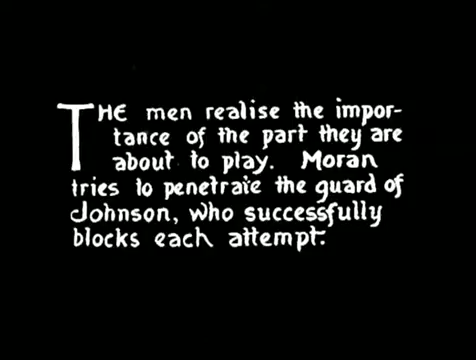 THE men realise the impor-
tance of the part they are
about to play. Moran
tries to penetrate the guard of
Johnson, who successfully
blocks each attempt.